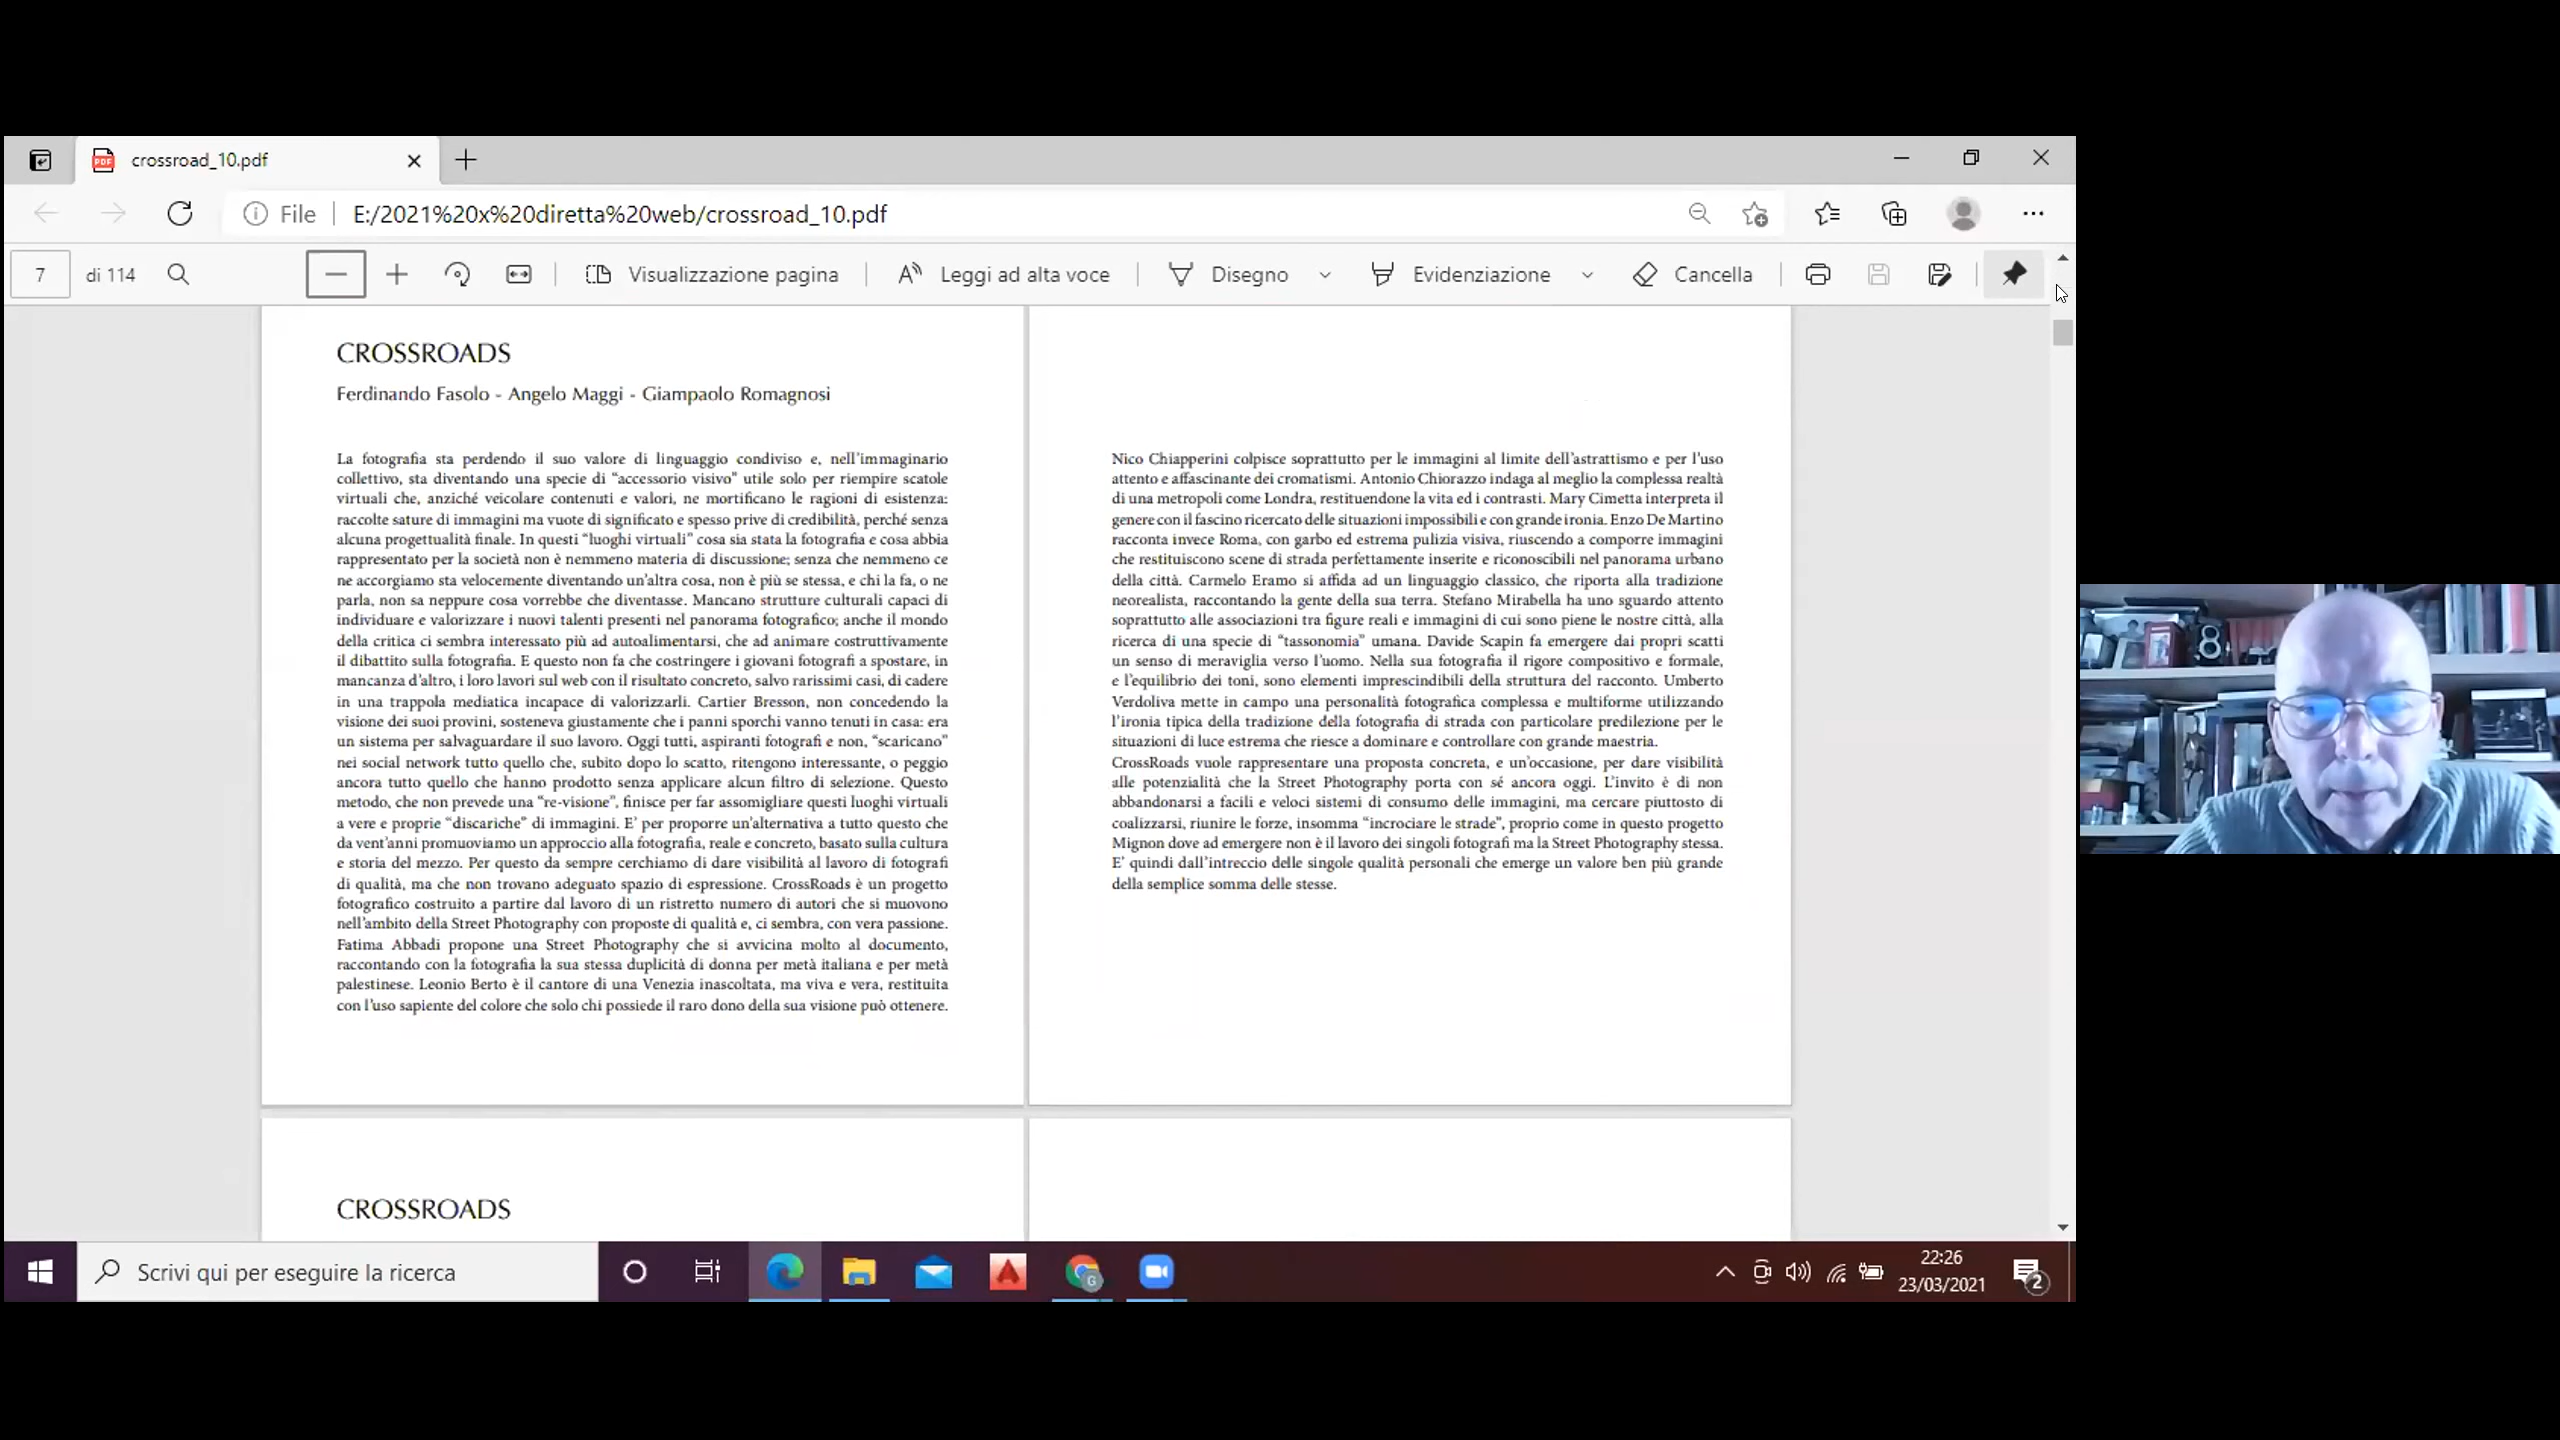 crossroad_10.pdf
File
E:/2021%20x%20diretta%20web/crossroad_10.pdf
7 di 114
Visualizzazione pagina
Leggi ad alta voce
Disegno
Evidenziazione
Cancella
CROSSROADS
Ferdinando Fasolo - Angelo Maggi - Giampaolo Romagnosi
La fotografia sta perdendo il suo valore di linguaggio condiviso e, nell'immaginario
collettivo, sta diventando una specie di “accessorio visivo” utile solo per riempire scatole
virtuali che, anziché veicolare contenuti e valori, ne mortificano le ragioni di esistenza:
raccolte sature di immagini ma vuote di significato e spesso prive di credibilità, perché senza
alcuna progettualità finale. In questi “luoghi virtuali” cosa sia stata la fotografia e cosa abbia
rappresentato per la società non è nemmeno materia di discussione; senza che nemmeno ce
ne accorgiamo sta velocemente diventando un'altra cosa, non è più se stessa, e chi la fa, o ne
parla, non sa neppure cosa vorrebbe che diventasse. Mancano strutture culturali capaci di
individuare e valorizzare i nuovi talenti presenti nel panorama fotografico; anche il mondo
della critica ci sembra interessato più ad autoalimentarsi, che ad animare costruttivamente
il dibattito sulla fotografia. E questo non fa che costringere i giovani fotografi a spostare, in
mancanza d'altro, i loro lavori sul web con il risultato concreto, salvo rarissimi casi, di cadere
in una trappola mediatica incapace di valorizzarli. Cartier Bresson, non concedendo la
visione dei suoi provini, sosteneva giustamente che i panni sporchi vanno tenuti in casa: era
un sistema per salvaguardare il suo lavoro. Oggi tutti, aspiranti fotografi e non, “scaricano”
nei social network tutto quello che, subito dopo lo scatto, ritengono interessante, o peggio
ancora tutto quello che hanno prodotto senza applicare alcun filtro di selezione. Questo
metodo, che non prevede una “re-visione”, finisce per far assomigliare questi luoghi virtuali
a vere e proprie “discariche” di immagini. E' per proporre un'alternativa a tutto questo che
da vent'anni promuoviamo un approccio alla fotografia, reale e concreto, basato sulla cultura
e storia del mezzo. Per questo da sempre cerchiamo di dare visibilità al lavoro di fotografi
di qualità, ma che non trovano adeguato spazio di espressione. CrossRoads è un progetto
fotografico costruito a partire dal lavoro di un ristretto numero di autori che si muovono
nell'ambito della Street Photography con proposte di qualità e, ci sembra, con vera passione.
Fatima Abbadi propone una Street Photography che si avvicina molto al documento,
raccontando con la fotografia la sua stessa duplicità di donna per metà italiana e per metà
palestinese. Leonio Berto è il cantore di una Venezia inascoltata, ma viva e vera, restituita
con l'uso sapiente del colore che solo chi possiede il raro dono della sua visione può ottenere.
Nico Chiapperini colpisce soprattutto per le immagini al limite dell'astrattismo e per l'uso
attento e affascinante dei cromatismi. Antonio Chiorazzo indaga al meglio la complessa realtà
di una metropoli come Londra, restituendone la vita ed i contrasti. Mary Cimetta interpreta il
genere con il fascino ricercato delle situazioni impossibili e con grande ironia. Enzo De Martino
racconta invece Roma, con garbo ed estrema pulizia visiva, riuscendo a comporre immagini
che restituiscono scene di strada perfettamente inserite e riconoscibili nel panorama urbano
della città. Carmelo Eramo si affida ad un linguaggio classico, che riporta alla tradizione
neorealista, raccontando la gente della sua terra. Stefano Mirabella ha uno sguardo attento
soprattutto alle associazioni tra figure reali e immagini di cui sono piene le nostre città, alla
ricerca di una specie di “tassonomia” umana. Davide Scapin fa emergere dai propri scatti
un senso di meraviglia verso l'uomo. Nella sua fotografia il rigore compositivo e formale,
e l'equilibrio dei toni, sono elementi imprescindibili della struttura del racconto. Umberto
Verdoliva mette in campo una personalità fotografica complessa e multiforme utilizzando
l'ironia tipica della tradizione della fotografia di strada con particolare predilezione per le
situazioni di luce estrema che riesce a dominare e controllare con grande maestria.
CrossRoads vuole rappresentare una proposta concreta, e un'occasione, per dare visibilità
alle potenzialità che la Street Photography porta con sé ancora oggi. L'invito è di non
abbandonarsi a facili e veloci sistemi di consumo delle immagini, ma cercare piuttosto di
coalizzarsi, riunire le forze, insomma “incrociare le strade”, proprio come in questo progetto
Mignon dove ad emergere non è il lavoro dei singoli fotografi ma la Street Photography stessa.
E' quindi dall'intreccio delle singole qualità personali che emerge un valore ben più grande
della semplice somma delle stesse.
CROSSROADS
Scrivi qui per eseguire la ricerca
22:26
23/03/2021
2
8